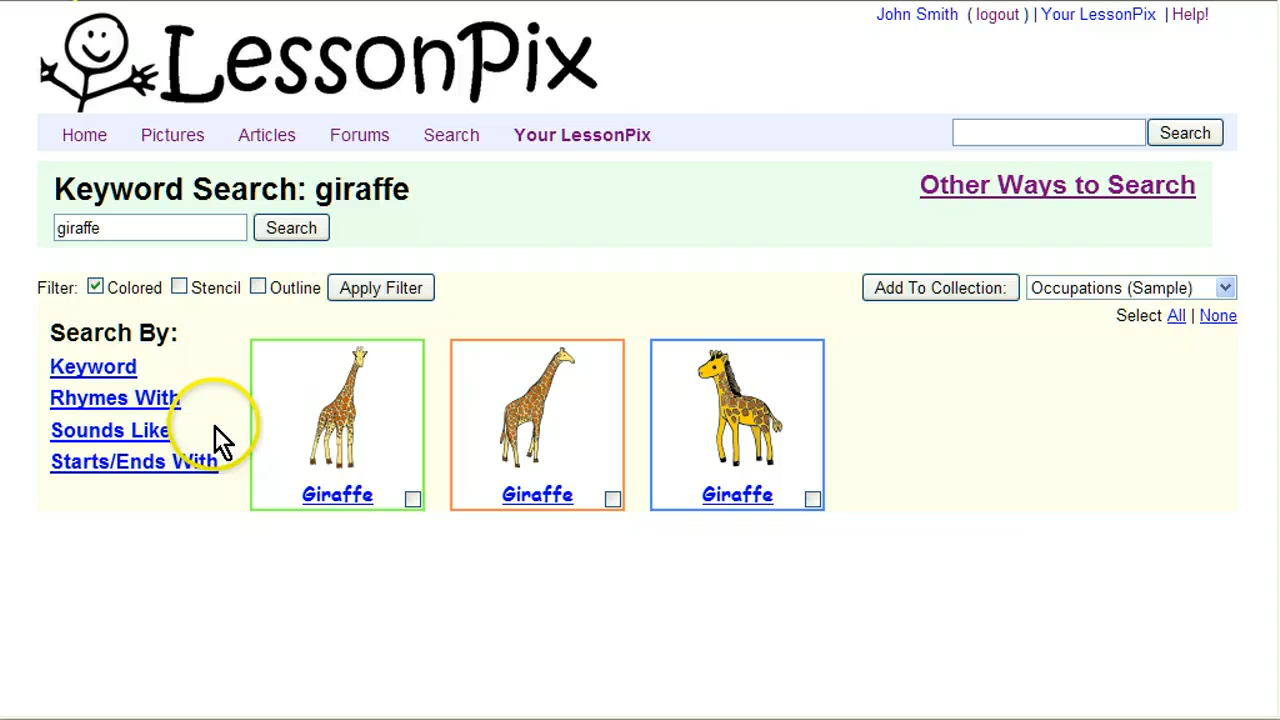 John Smith ( logout ) | Your LessonPix | Help!
LessonPix
Home Pictures Articles Forums Search Your LessonPix Search
Keyword Search: giraffe Other Ways to Search
giraffe Search
Filter: Colored Stencil Outline Apply Filter Add To Collection: Occupations (Sample)
Select All | None
Search By:
Keyword
Rhymes With
Sounds Like
Starts/Ends With
Giraffe Giraffe Giraffe